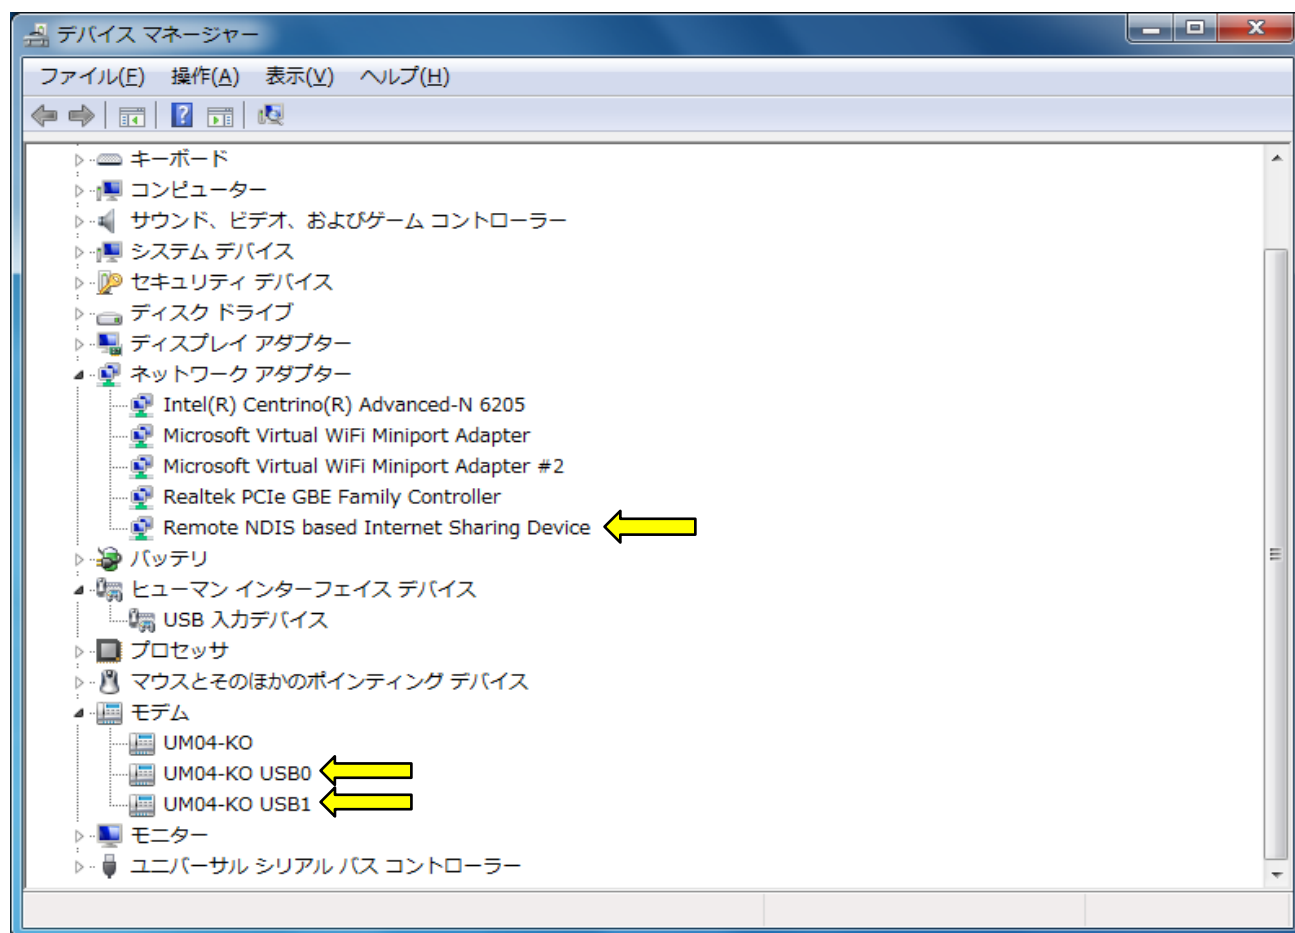 デバイス マネージャー
ファイル(F) 操作(A) 表示(V) ヘルプ(H)
キーボード
コンピューター
サウンド、ビデオ、およびゲーム コントローラー
システム デバイス
セキュリティ デバイス
ディスク ドライブ
ディスプレイ アダプター
ネットワーク アダプター
Intel(R) Centrino(R) Advanced-N 6205
Microsoft Virtual WiFi Miniport Adapter
Microsoft Virtual WiFi Miniport Adapter #2
Realtek PCIe GBE Family Controller
Remote NDIS based Internet Sharing Device
バッテリ
ヒューマン インターフェイス デバイス
USB 入力デバイス
プロセッサ
マウスとそのほかのポインティング デバイス
モデム
UM04-KO
UM04-KO USB0
UM04-KO USB1
モニター
ユニバーサル シリアル バス コントローラー